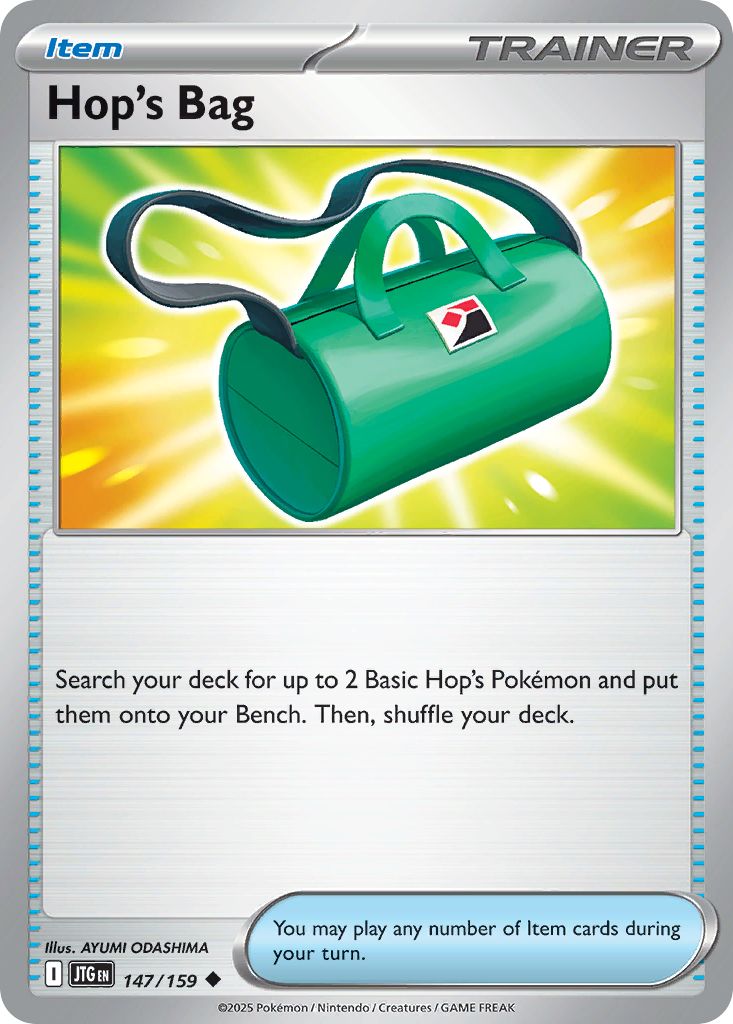 Item
TRAINER
Hop's Bag
Search your deck for up to 2 Basic Hop's Pokémon and put
them onto your Bench. Then, shuffle your deck.
You may play any number of Item cards during
your turn.
Illus. AYUMI ODASHIMA
I JTG EN 147/159
©2025 Pokémon / Nintendo / Creatures / GAME FREAK